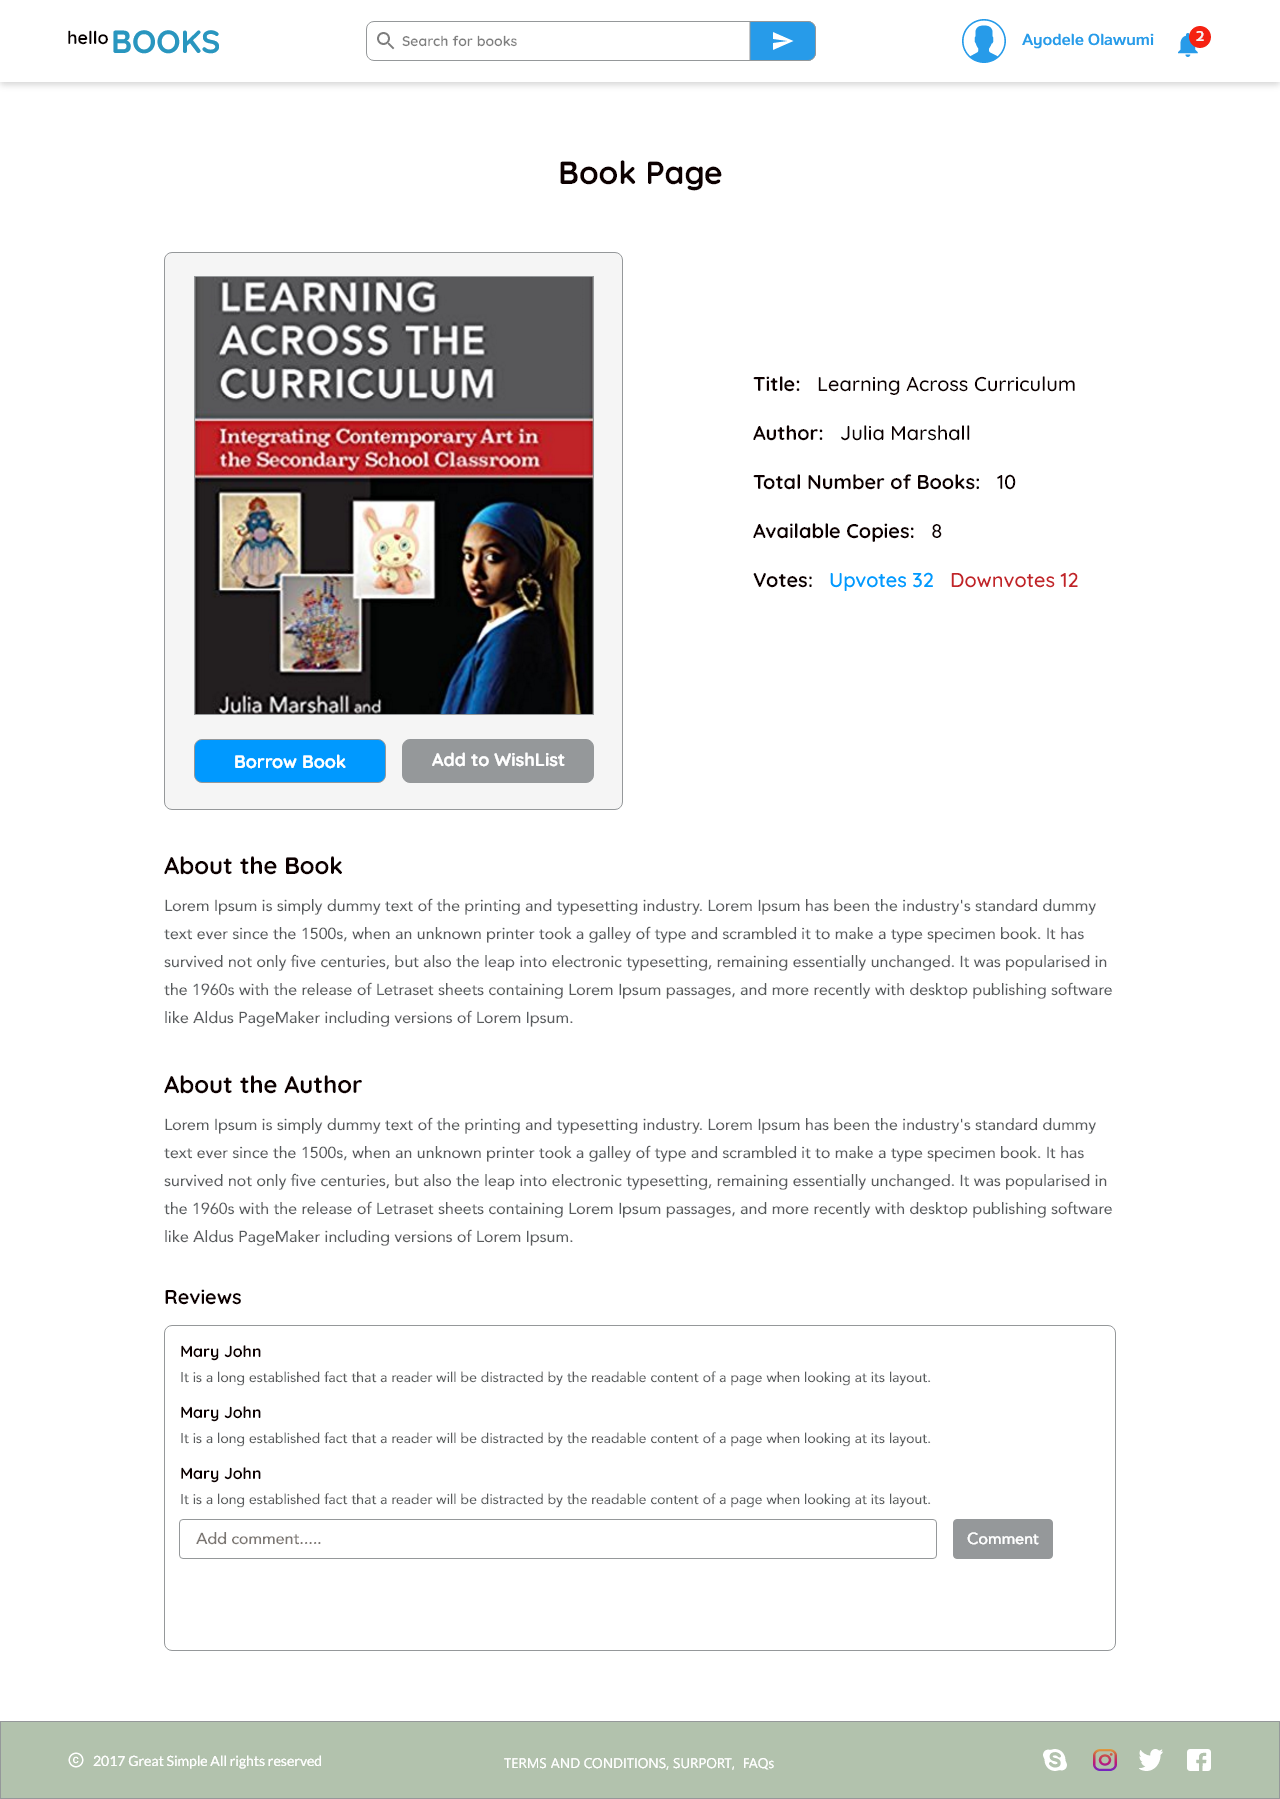 hello BOOKS
Search for books
Ayodele Olawumi
2
Book Page
LEARNING
ACROSS THE
CURRICULUM
Integrating Contemporary Art in
the Secondary School Classroom
Julia Marshall and
Borrow Book
Add to WishList
Title: Learning Across Curriculum
Author: Julia Marshall
Total Number of Books: 10
Available Copies: 8
Votes: Upvotes 32 Downvotes 12
About the Book
Lorem Ipsum is simply dummy text of the printing and typesetting industry. Lorem Ipsum has been the industry's standard dummy
text ever since the 1500s, when an unknown printer took a galley of type and scrambled it to make a type specimen book. It has
survived not only five centuries, but also the leap into electronic typesetting, remaining essentially unchanged. It was popularised in
the 1960s with the release of Letraset sheets containing Lorem Ipsum passages, and more recently with desktop publishing software
like Aldus PageMaker including versions of Lorem Ipsum.
About the Author
Lorem Ipsum is simply dummy text of the printing and typesetting industry. Lorem Ipsum has been the industry's standard dummy
text ever since the 1500s, when an unknown printer took a galley of type and scrambled it to make a type specimen book. It has
survived not only five centuries, but also the leap into electronic typesetting, remaining essentially unchanged. It was popularised in
the 1960s with the release of Letraset sheets containing Lorem Ipsum passages, and more recently with desktop publishing software
like Aldus PageMaker including versions of Lorem Ipsum.
Reviews
Mary John
It is a long established fact that a reader will be distracted by the readable content of a page when looking at its layout.
Mary John
It is a long established fact that a reader will be distracted by the readable content of a page when looking at its layout.
Mary John
It is a long established fact that a reader will be distracted by the readable content of a page when looking at its layout.
Add comment.....
Comment
© 2017 Great Simple All rights reserved
TERMS AND CONDITIONS, SURPORT, FAQs